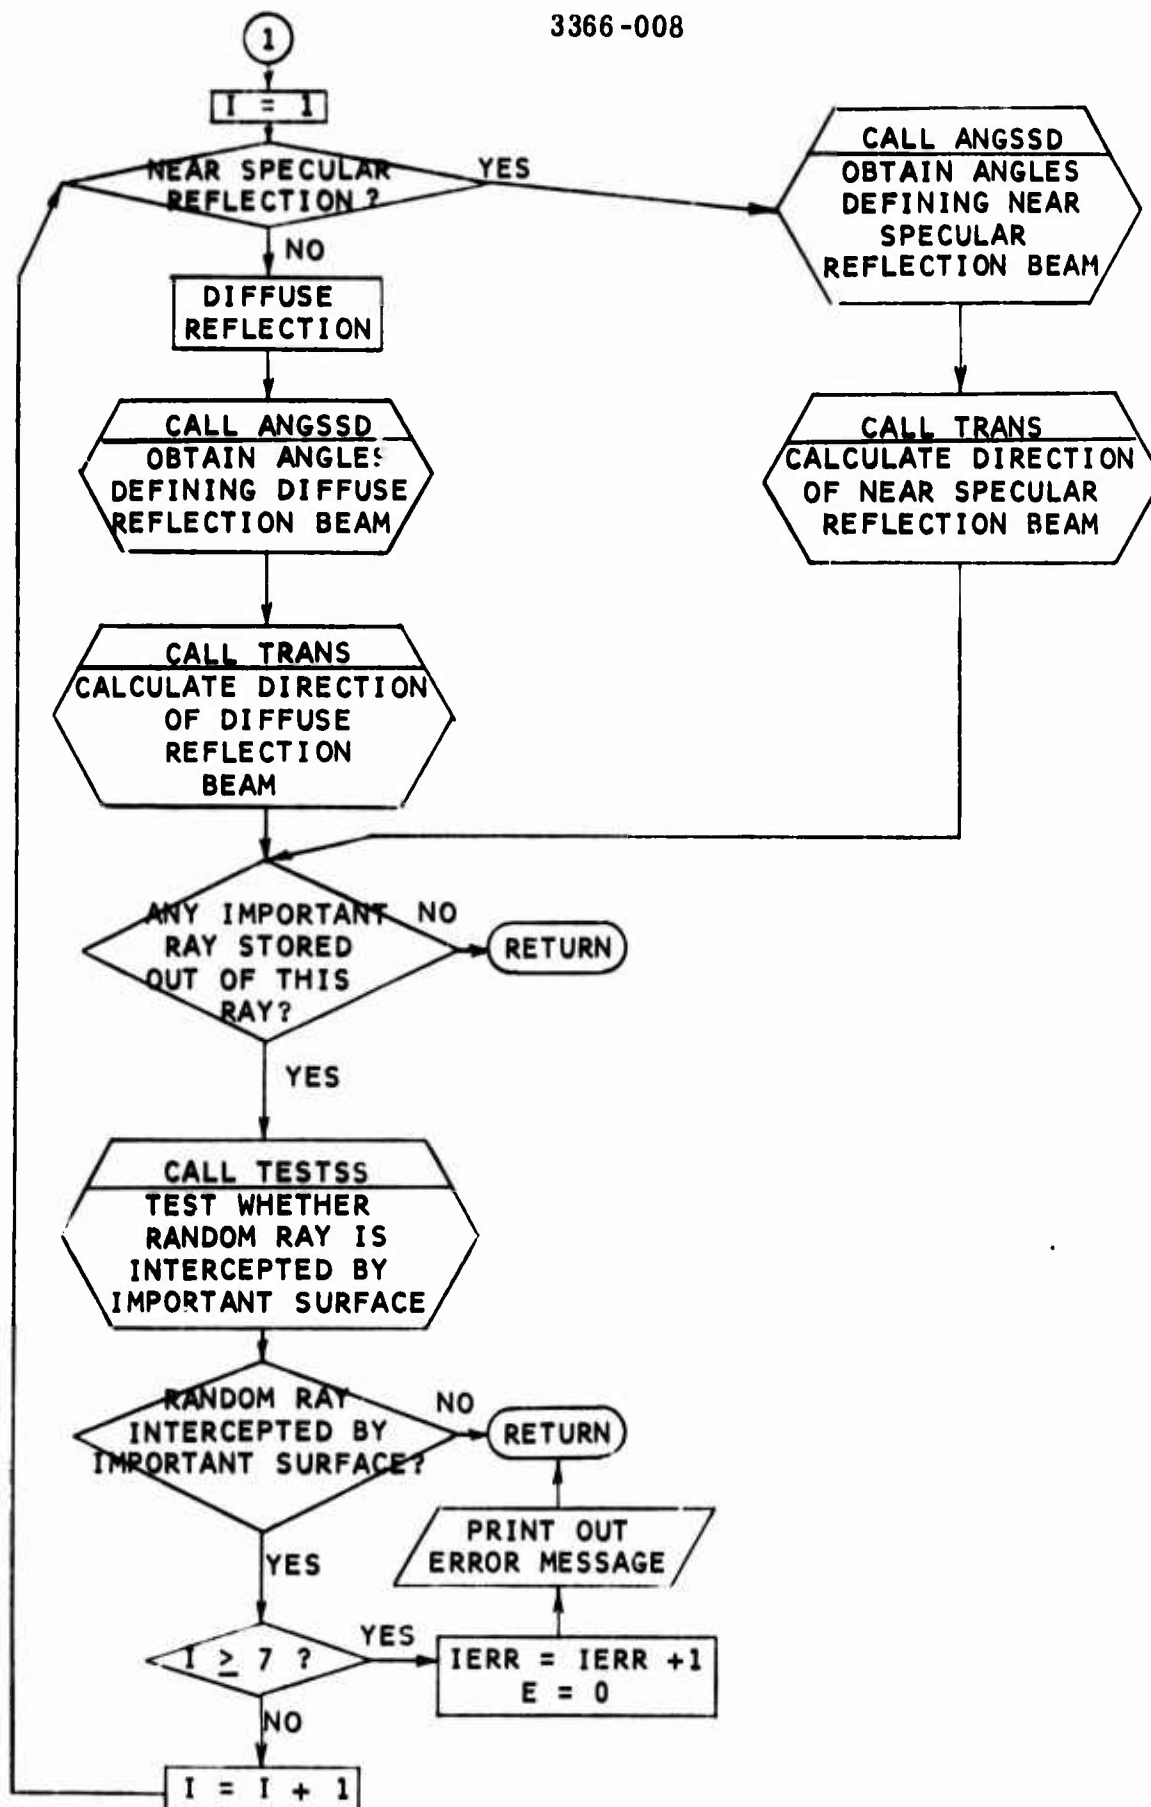 3366-008
1
I = 1
NEAR SPECULAR
REFLECTION?
YES
NO
CALL ANGSSD
OBTAIN ANGLES
DEFINING NEAR
SPECULAR
REFLECTION BEAM
CALL TRANS
CALCULATE DIRECTION
OF NEAR SPECULAR
REFLECTION BEAM
DIFFUSE
REFLECTION
CALL ANGSSD
OBTAIN ANGLES
DEFINING DIFFUSE
REFLECTION BEAM
CALL TRANS
CALCULATE DIRECTION
OF DIFFUSE
REFLECTION
BEAM
ANY IMPORTANT
RAY STORED
OUT OF THIS
RAY?
NO
RETURN
YES
CALL TESTSS
TEST WHETHER
RANDOM RAY IS
INTERCEPTED BY
IMPORTANT SURFACE
RANDOM RAY
INTERCEPTED BY
IMPORTANT SURFACE?
NO
RETURN
PRINT OUT
ERROR MESSAGE
YES
I ≥ 7 ?
YES
IERR = IERR +1
E = 0
NO
I = I + 1